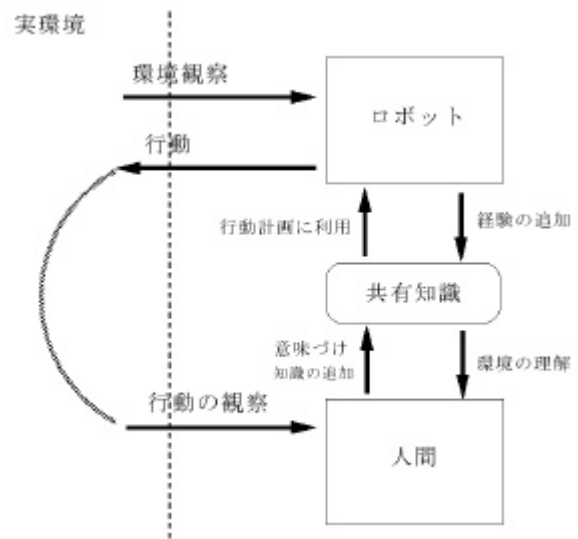 実環境
環境観察
ロボット
行動
行動計画に利用
経験の追加
共有知識
意味づけ
知識の追加
環境の理解
行動の観察
人間